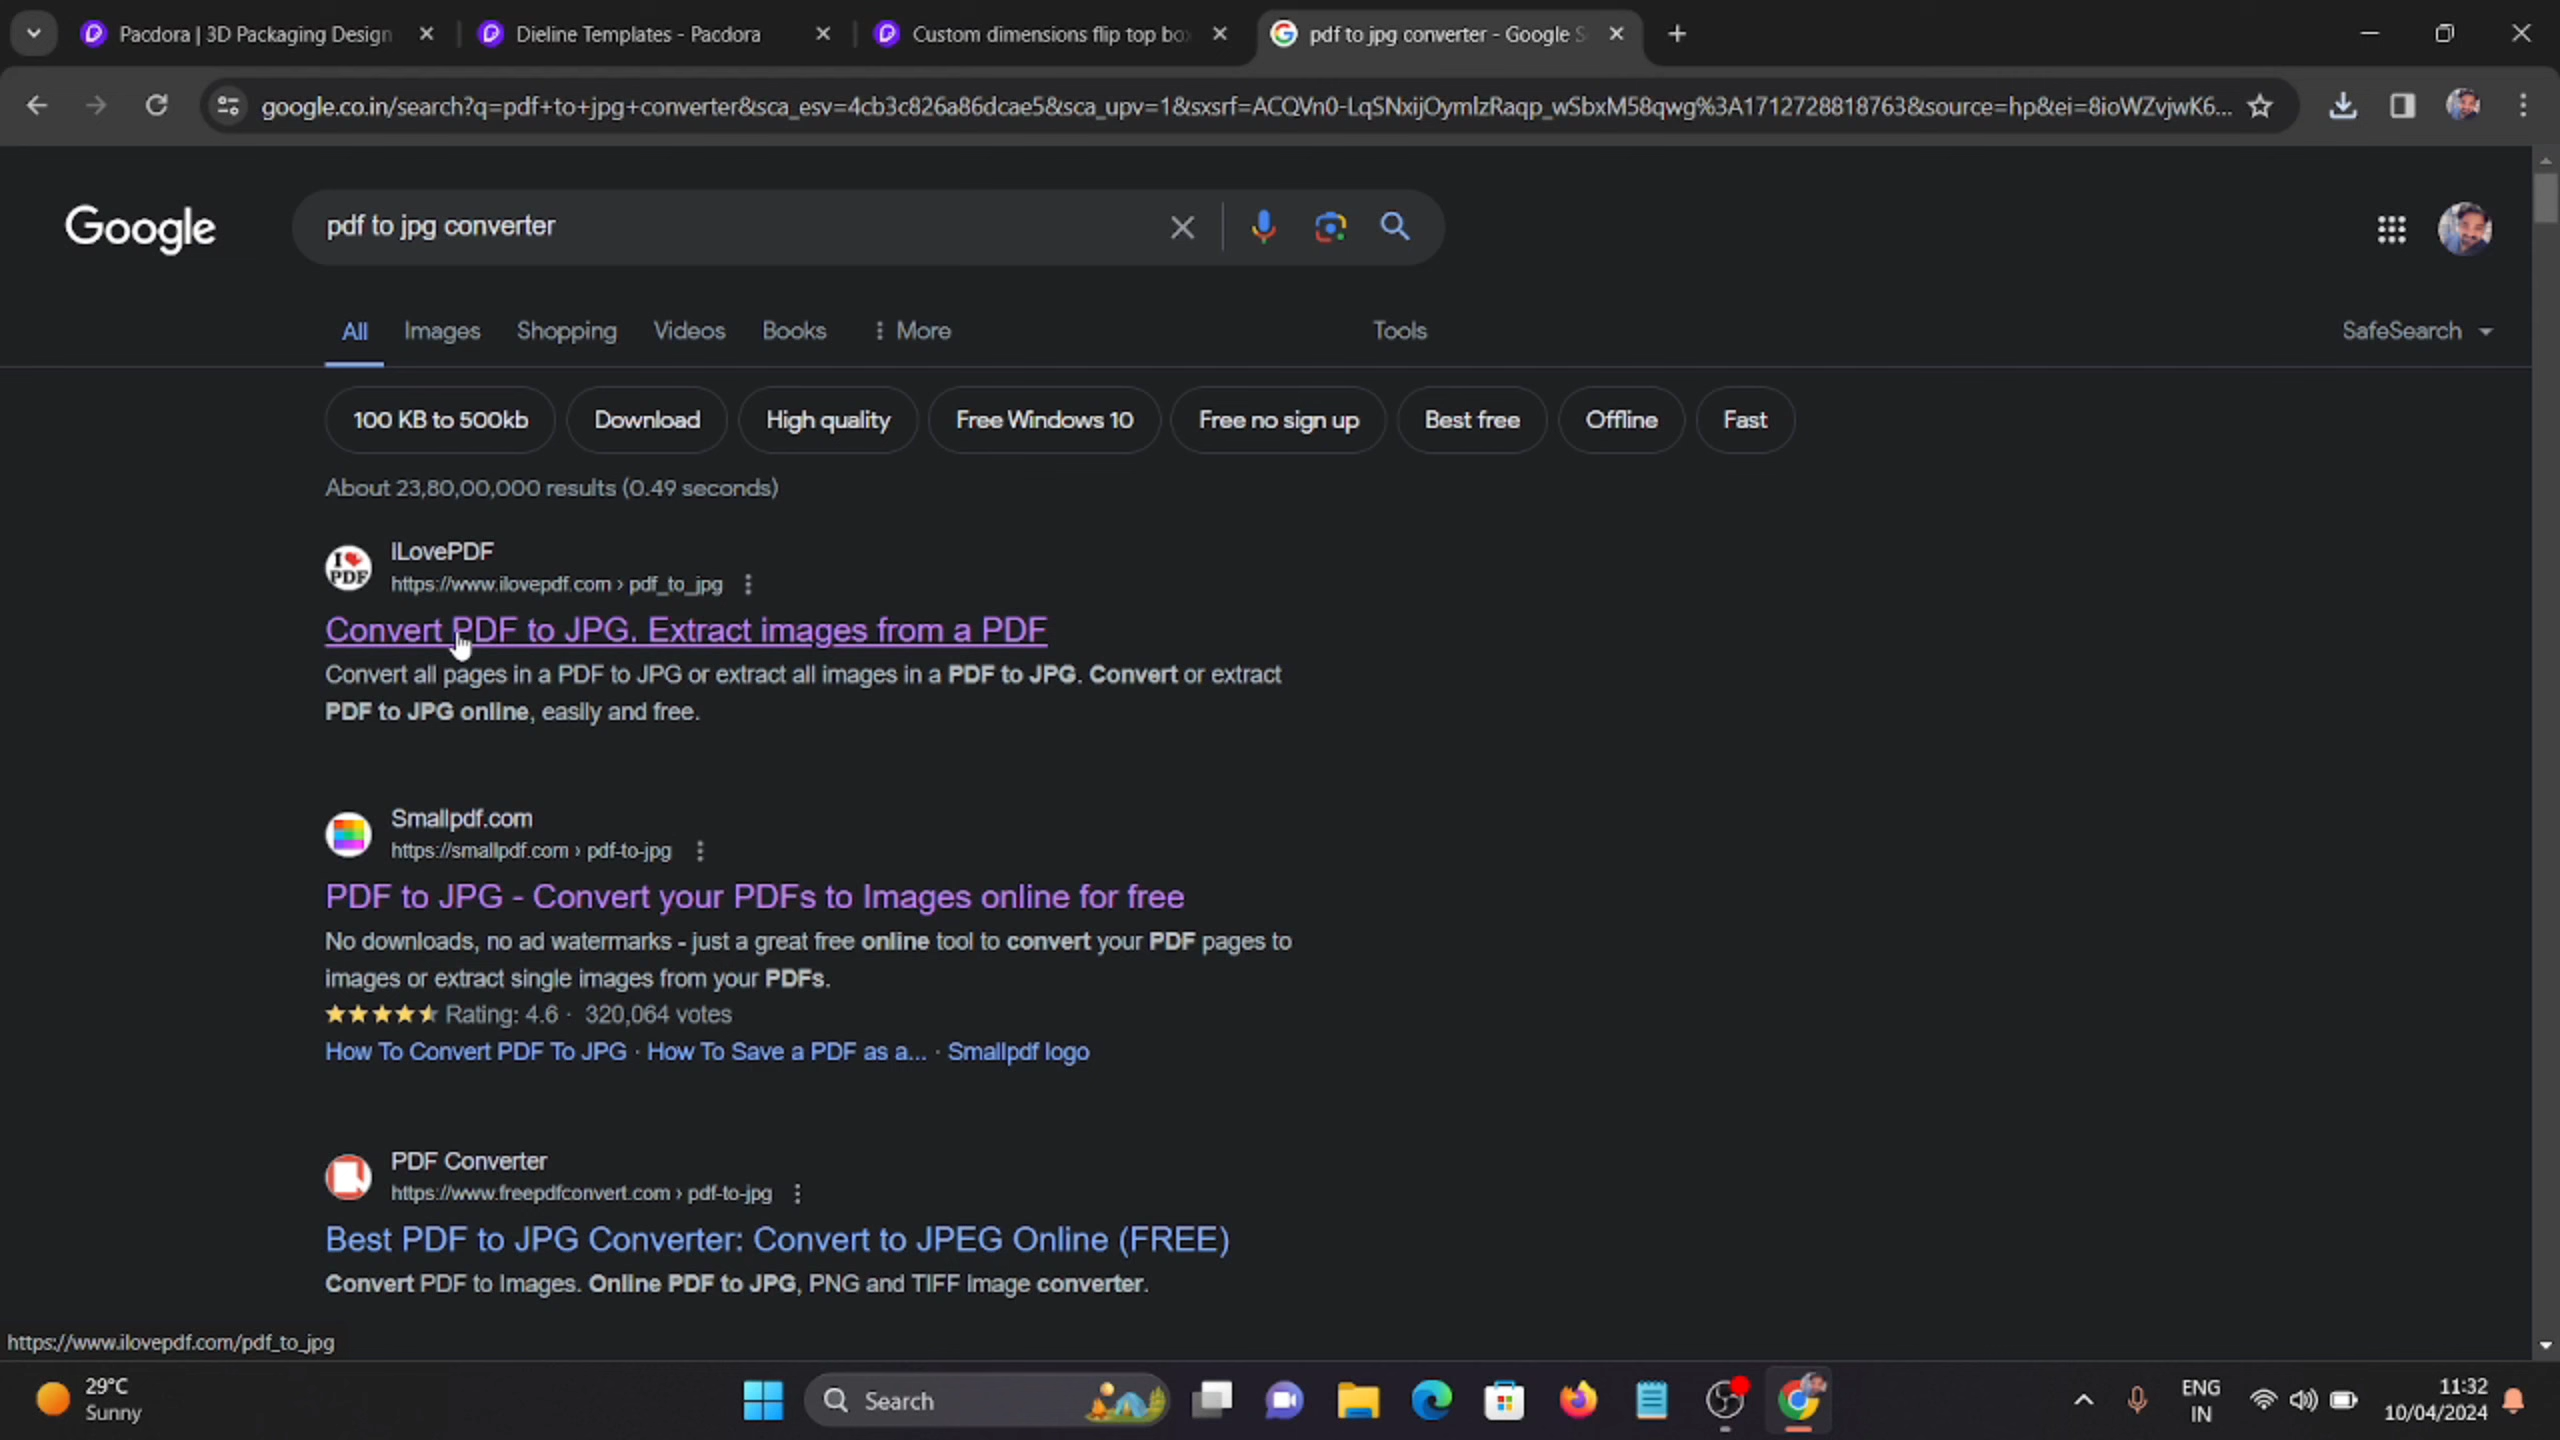 Pacdora | 3D Packaging Design
Dieline Templates - Pacdora
Custom dimensions flip top bo
pdf to jpg converter - Google S
google.co.in/search?q=pdf+to+jpg+converter&sca_esv=4cb3c826a86dcae5&sca_upv=1&sxsrf=ACQVn0-LqSNxijOymlzRaqp_wSbxM58qwg%3A1712728818763&source=hp&ei=8ioWZvjwK6...
Google
pdf to jpg converter
All Images Shopping Videos Books More Tools SafeSearch
100 KB to 500kb Download High quality Free Windows 10 Free no sign up Best free Offline Fast
About 23,80,00,000 results (0.49 seconds)
I PDF
iLovePDF
https://www.ilovepdf.com › pdf_to_jpg
Convert PDF to JPG. Extract images from a PDF
Convert all pages in a PDF to JPG or extract all images in a PDF to JPG. Convert or extract
PDF to JPG online, easily and free.
Smallpdf.com
https://smallpdf.com › pdf-to-jpg
PDF to JPG - Convert your PDFs to Images online for free
No downloads, no ad watermarks - just a great free online tool to convert your PDF pages to
images or extract single images from your PDFs.
Rating: 4.6 · 320,064 votes
How To Convert PDF To JPG · How To Save a PDF as a... · Smallpdf logo
PDF Converter
https://www.freepdfconvert.com › pdf-to-jpg
Best PDF to JPG Converter: Convert to JPEG Online (FREE)
Convert PDF to Images. Online PDF to JPG, PNG and TIFF Image converter.
https://www.ilovepdf.com/pdf_to_jpg
29°C
Sunny
Search
ENG
IN
11:32
10/04/2024